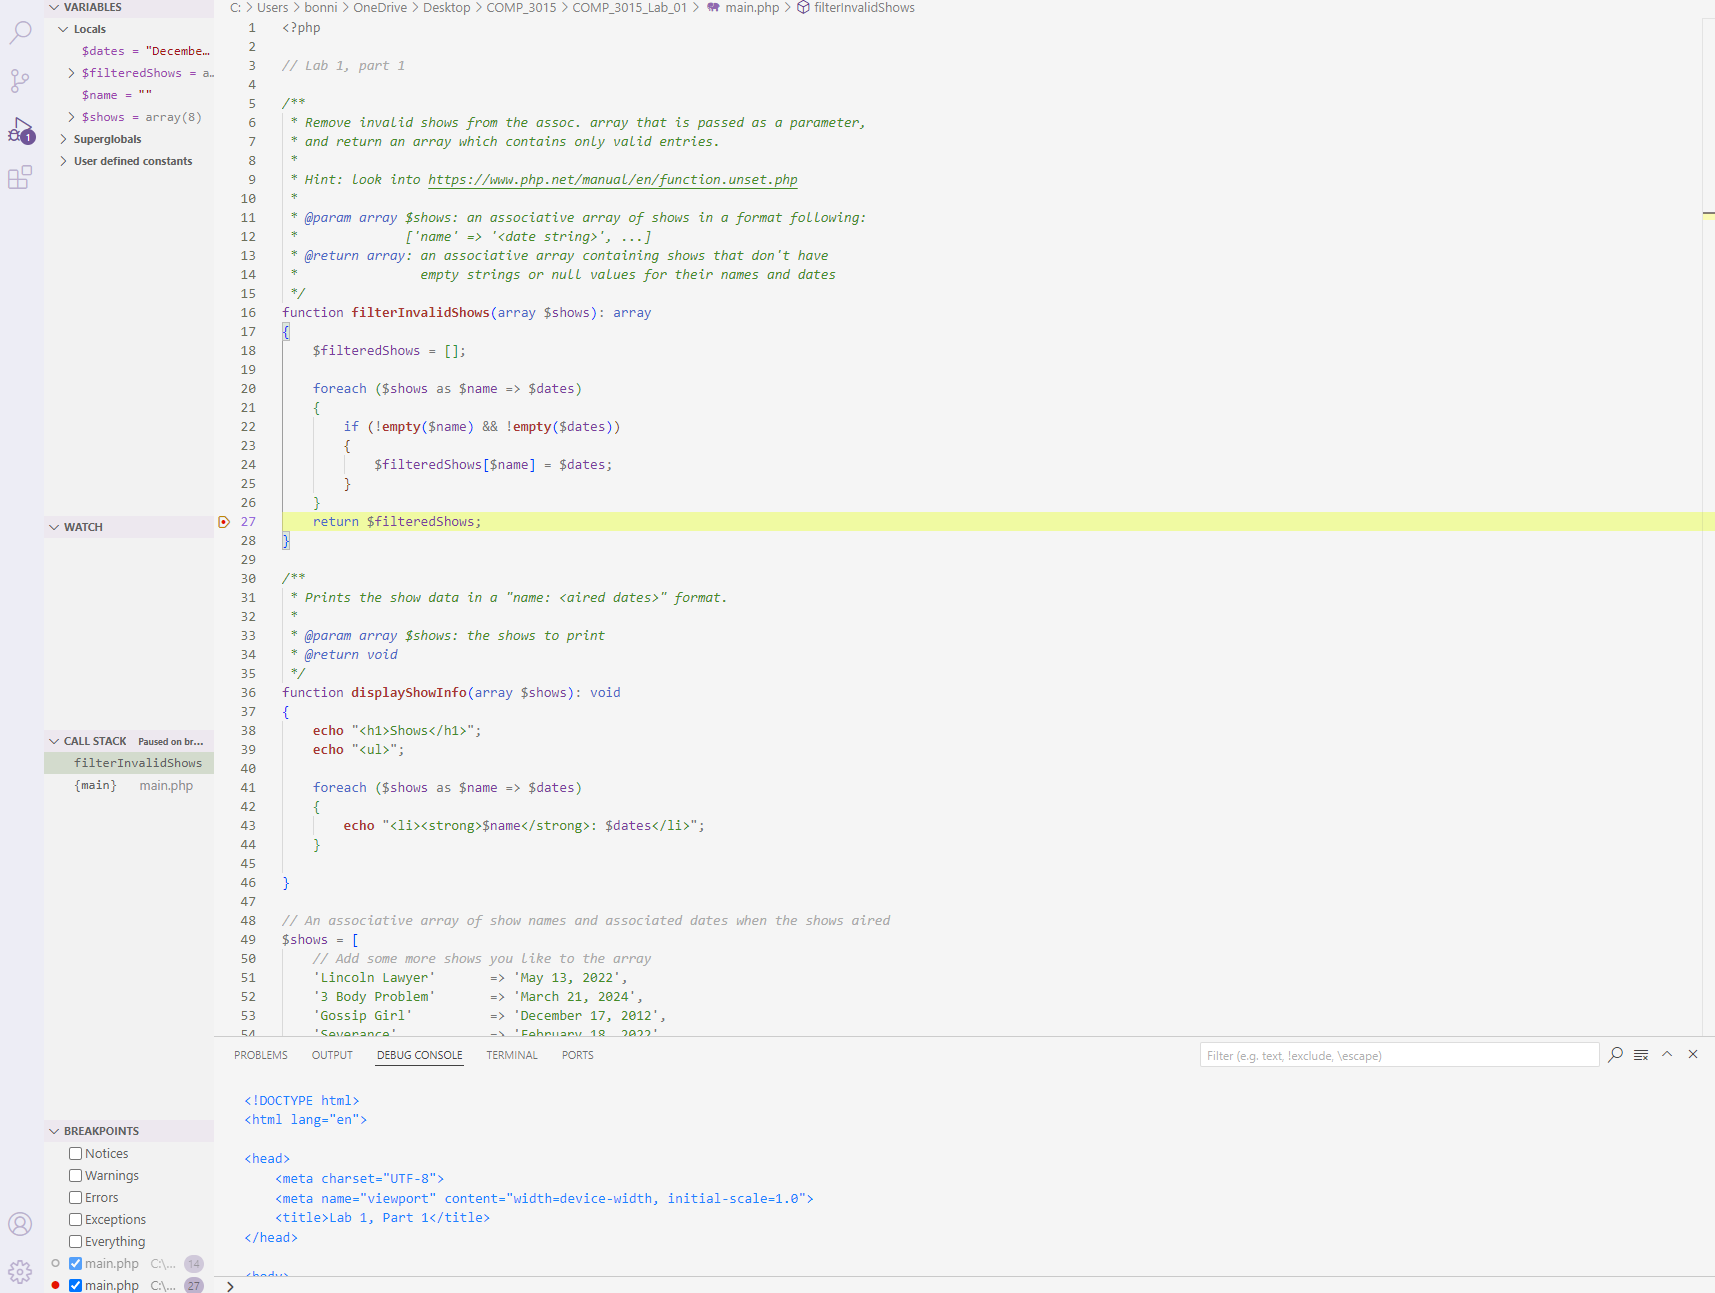 VARIABLES
Locals
$dates = "Decembe…
$filteredShows = a…
$name = ""
$shows = array(8)
Superglobals
User defined constants
WATCH
CALL STACK Paused on br…
filterInvalidShows
{main} main.php
BREAKPOINTS
Notices
Warnings
Errors
Exceptions
Everything
main.php C:\... 14
main.php C:\... 27
1
C: > Users > bonni > OneDrive > Desktop > COMP_3015 > COMP_3015_Lab_01 > main.php > filterInvalidShows
1 <?php
2
3 // Lab 1, part 1
4
5 /**
6 * Remove invalid shows from the assoc. array that is passed as a parameter,
7 * and return an array which contains only valid entries.
8 *
9 * Hint: look into https://www.php.net/manual/en/function.unset.php
10 *
11 * @param array $shows: an associative array of shows in a format following:
12 * ['name' => '<date string>', ...]
13 * @return array: an associative array containing shows that don't have
14 * empty strings or null values for their names and dates
15 */
16 function filterInvalidShows(array $shows): array
17 {
18 $filteredShows = [];
19
20 foreach ($shows as $name => $dates)
21 {
22 if (!empty($name) && !empty($dates))
23 {
24 $filteredShows[$name] = $dates;
25 }
26 }
27 return $filteredShows;
28 }
29
30 /**
31 * Prints the show data in a "name: <aired dates>" format.
32 *
33 * @param array $shows: the shows to print
34 * @return void
35 */
36 function displayShowInfo(array $shows): void
37 {
38 echo "<h1>Shows</h1>";
39 echo "<ul>";
40
41 foreach ($shows as $name => $dates)
42 {
43 echo "<li><strong>$name</strong>: $dates</li>";
44 }
45
46 }
47
48 // An associative array of show names and associated dates when the shows aired
49 $shows = [
50 // Add some more shows you like to the array
51 'Lincoln Lawyer' => 'May 13, 2022',
52 '3 Body Problem' => 'March 21, 2024',
53 'Gossip Girl' => 'December 17, 2012',
54 'Severance' => 'February 18, 2022'
PROBLEMS OUTPUT DEBUG CONSOLE TERMINAL PORTS
Filter (e.g. text, !exclude, \escape)
<!DOCTYPE html>
<html lang="en">
<head>
<meta charset="UTF-8">
<meta name="viewport" content="width=device-width, initial-scale=1.0">
<title>Lab 1, Part 1</title>
</head>
<body>